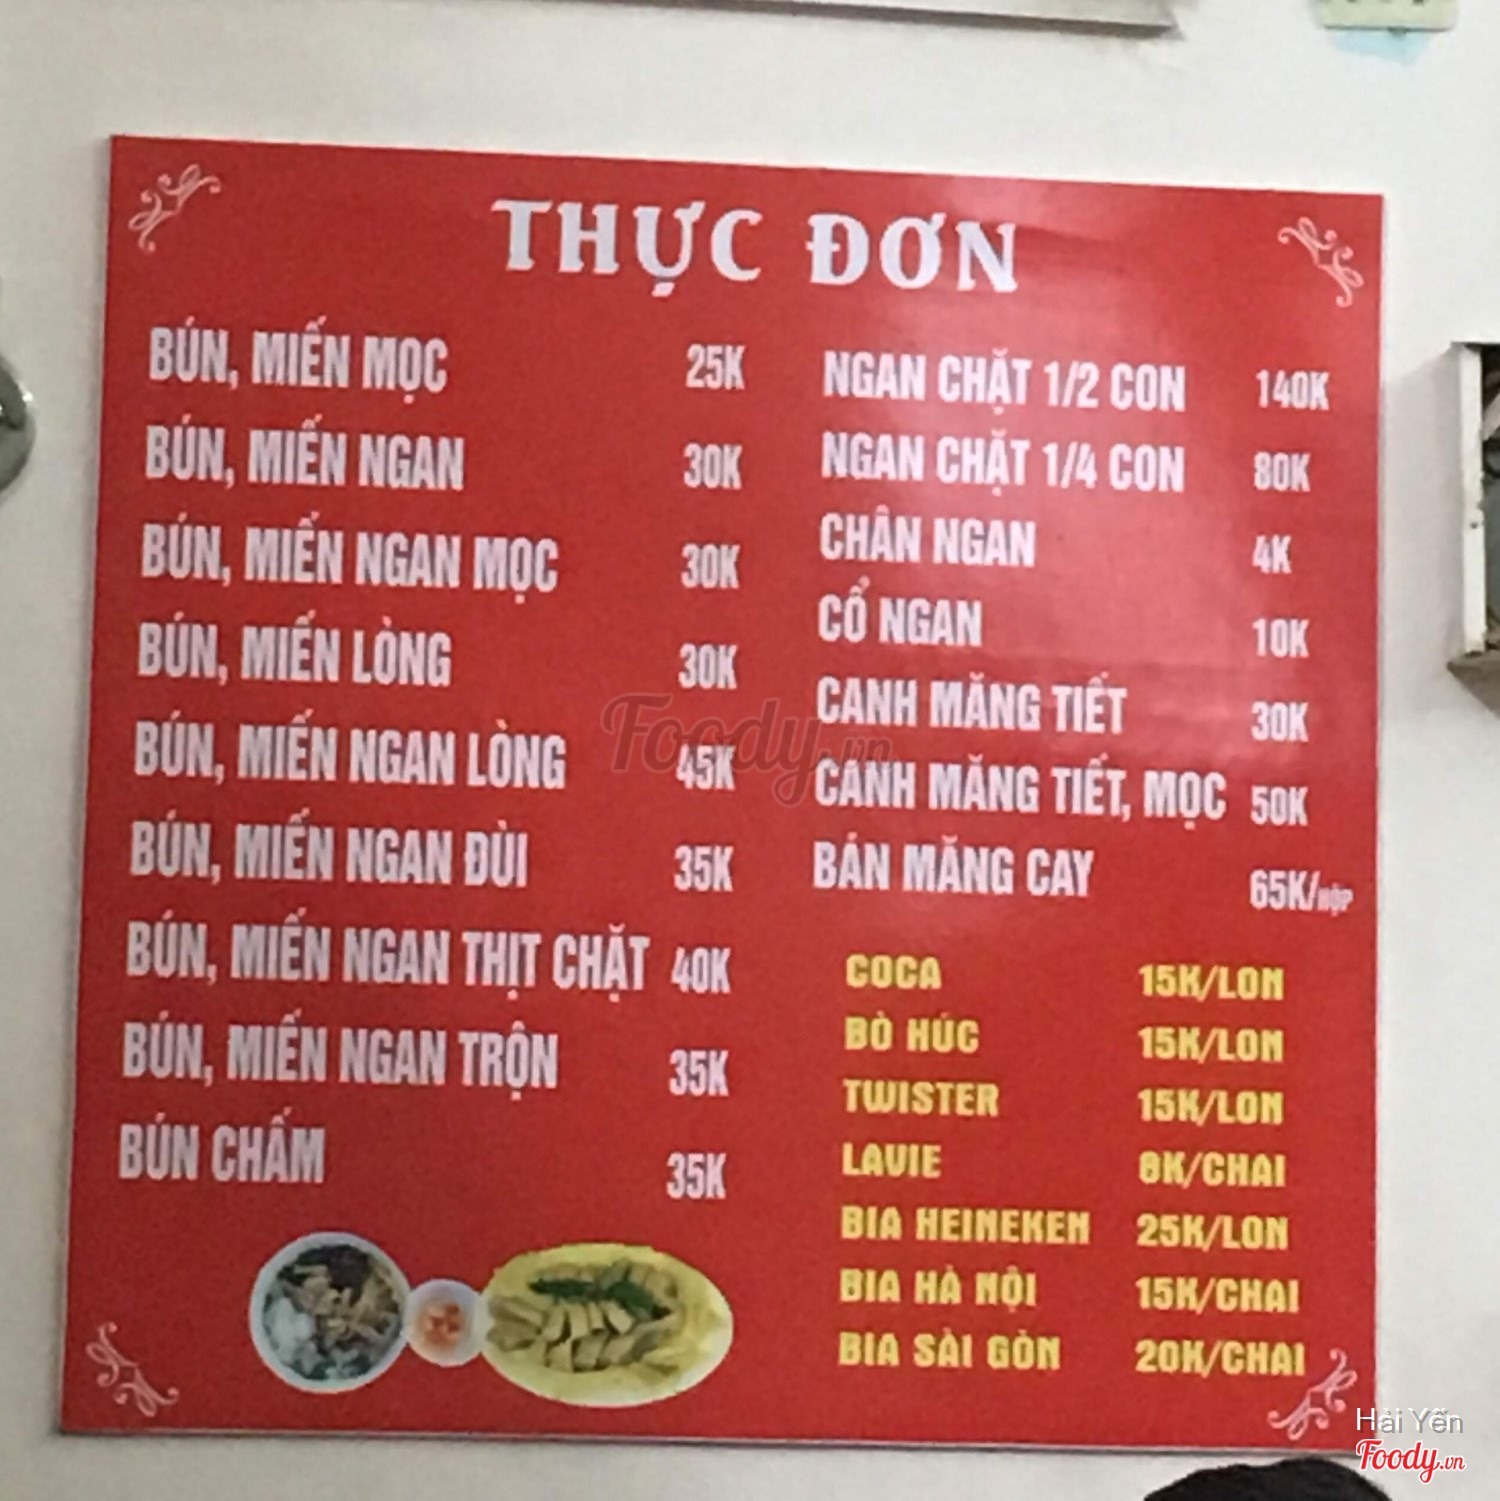 THỰC ĐƠN
BÚN, MIẾN MỌC 25K
BÚN, MIẾN NGAN 30K
BÚN, MIẾN NGAN MỌC 30K
BÚN, MIẾN LÒNG 30K
BÚN, MIẾN NGAN LÒNG 45K
BÚN, MIẾN NGAN ĐÙI 35K
BÚN, MIẾN NGAN THỊT CHẶT 40K
BÚN, MIẾN NGAN TRỘN 35K
BÚN CHẤM 35K
NGAN CHẶT 1/2 CON 140K
NGAN CHẶT 1/4 CON 80K
CHÂN NGAN 4K
CỔ NGAN 10K
CANH MĂNG TIẾT 30K
CANH MĂNG TIẾT, MỌC 50K
BÁN MĂNG CAY 65K/HỘP
COCA 15K/LON
BÒ HÚC 15K/LON
TWISTER 15K/LON
LAVIE 8K/CHAI
BIA HEINEKEN 25K/LON
BIA HÀ NỘI 15K/CHAI
BIA SÀI GÒN 20K/CHAI
Foody.vn
Hải Yến
Foody.vn